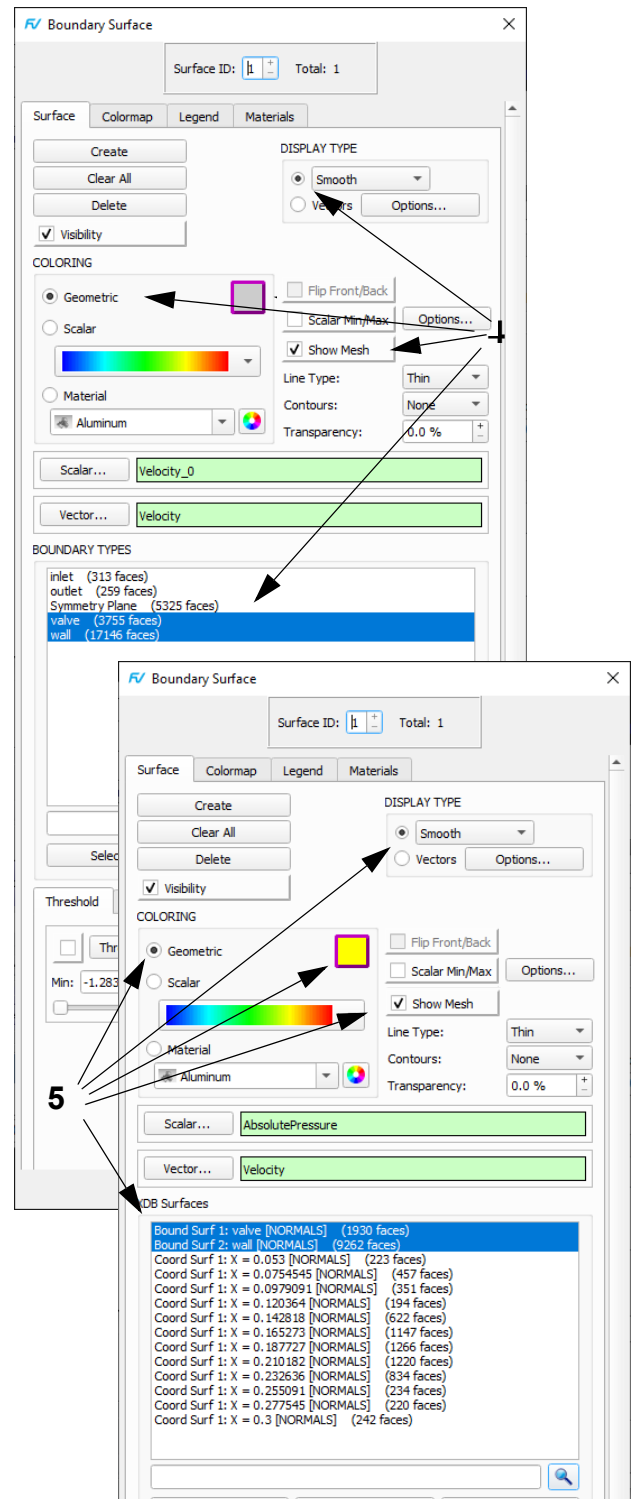 FV Boundary Surface
Surface ID: 1 Total: 1
Surface Colormap Legend Materials
Create
Clear All
Delete
Visibility
DISPLAY TYPE
Smooth
Vectors Options...
COLORING
Geometric
Scalar
Material
Aluminum
Flip Front/Back
Scalar Min/Max Options...
Show Mesh
Line Type: Thin
Contours: None
Transparency: 0.0 %
4
Scalar... Velocity_0
Vector... Velocity
BOUNDARY TYPES
inlet (313 faces)
outlet (259 faces)
Symmetry Plane (5325 faces)
valve (3755 faces)
wall (17146 faces)
Selec
Threshold
Thr
Min: -1.283
FV Boundary Surface
Surface ID: 1 Total: 1
Surface Colormap Legend Materials
Create
Clear All
Delete
Visibility
DISPLAY TYPE
Smooth
Vectors Options...
COLORING
Geometric
Scalar
Material
Aluminum
Flip Front/Back
Scalar Min/Max Options...
Show Mesh
Line Type: Thin
Contours: None
Transparency: 0.0 %
5
Scalar... AbsolutePressure
Vector... Velocity
XDB Surfaces
Bound Surf 1: valve [NORMALS] (1930 faces)
Bound Surf 2: wall [NORMALS] (9262 faces)
Coord Surf 1: X = 0.053 [NORMALS] (223 faces)
Coord Surf 1: X = 0.0754545 [NORMALS] (457 faces)
Coord Surf 1: X = 0.0979091 [NORMALS] (351 faces)
Coord Surf 1: X = 0.120364 [NORMALS] (194 faces)
Coord Surf 1: X = 0.142818 [NORMALS] (622 faces)
Coord Surf 1: X = 0.165273 [NORMALS] (1147 faces)
Coord Surf 1: X = 0.187727 [NORMALS] (1266 faces)
Coord Surf 1: X = 0.210182 [NORMALS] (1220 faces)
Coord Surf 1: X = 0.232636 [NORMALS] (834 faces)
Coord Surf 1: X = 0.255091 [NORMALS] (234 faces)
Coord Surf 1: X = 0.277545 [NORMALS] (220 faces)
Coord Surf 1: X = 0.3 [NORMALS] (242 faces)